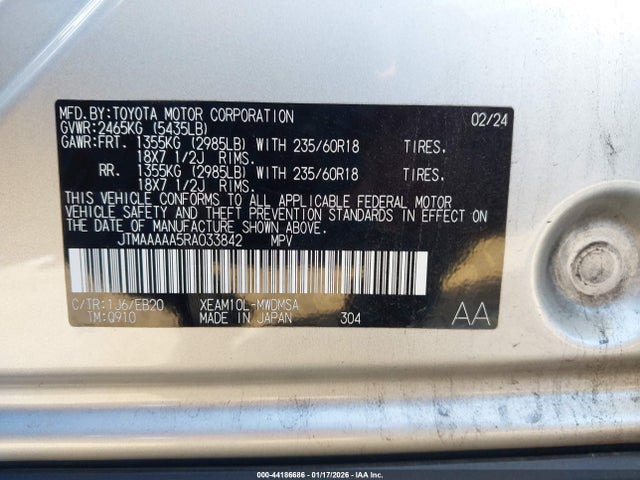 MFD.BY:TOYOTA MOTOR CORPORATION 02/24
GVWR:2465KG (5435LB)
GAWR:FRT. 1355KG (2985LB) WITH 235/60R18 TIRES.
18X7 1/2J RIMS.
RR. 1355KG (2985LB) WITH 235/60R18 TIRES.
18X7 1/2J RIMS.
THIS VEHICLE CONFORMS TO ALL APPLICABLE FEDERAL MOTOR
VEHICLE SAFETY AND THEFT PREVENTION STANDARDS IN EFFECT ON
THE DATE OF MANUFACTURE SHOWN ABOVE.
JTMAAAAA5RA033842 MPV
C/TR:1J6/EB20 XEAM10L-MWDMSA
TM:Q910 MADE IN JAPAN 304 AA
000-44186686 - 01/17/2026 - IAA Inc.